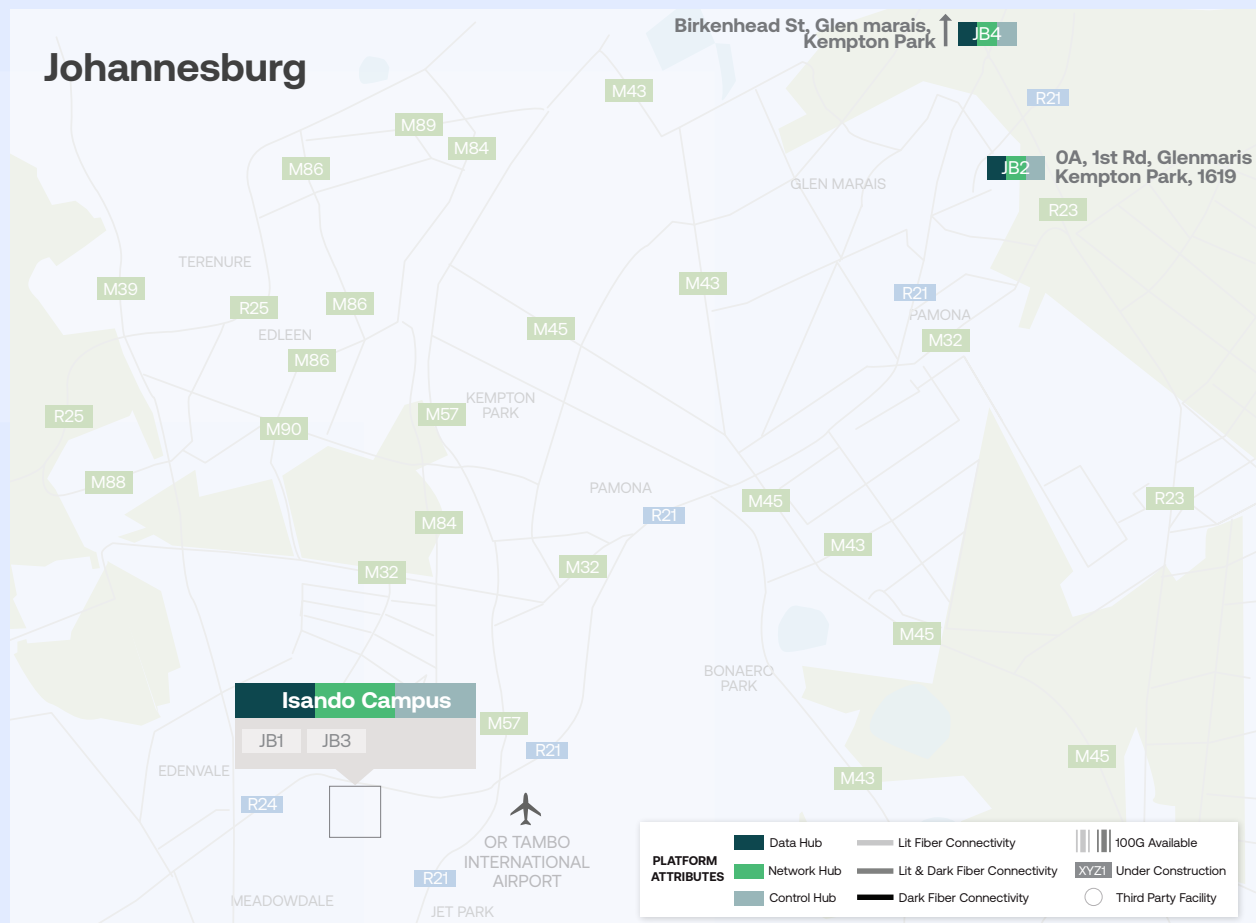 Johannesburg
Birkenhead St, Glen marais,
Kempton Park
JB4
R21
0A, 1st Rd, Glenmaris
Kempton Park, 1619
JB2
M43
M89
M84
M86
GLEN MARAIS
R23
TERENURE
M39
R25
M86
M43
R21
PAMONA
M32
EDLEEN
M45
M86
KEMPTON
PARK
R25
M57
M90
M88
PAMONA
R21
M45
R23
M84
M43
M32
M32
M45
BONAERO
PARK
Isando Campus
JB1
JB3
M57
R21
EDENVALE
R24
M45
M43
OR TAMBO
INTERNATIONAL
AIRPORT
R21
MEADOWDALE
JET PARK
PLATFORM
ATTRIBUTES
Data Hub
Network Hub
Control Hub
Lit Fiber Connectivity
Lit & Dark Fiber Connectivity
Dark Fiber Connectivity
100G Available
XYZ1
Under Construction
Third Party Facility